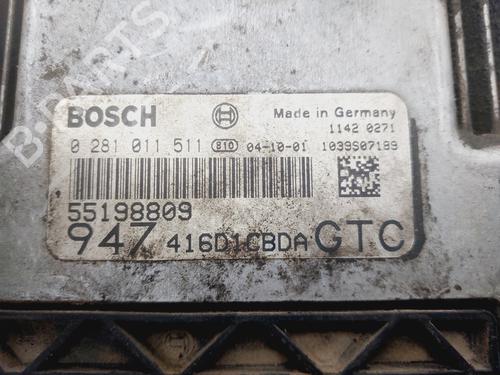 B-PARTS
BOSCH
Made in Germany
1142 0271
0 281 011 511 810 04-10-01 1039S07189
55198809
947 416D1CBDA GTC